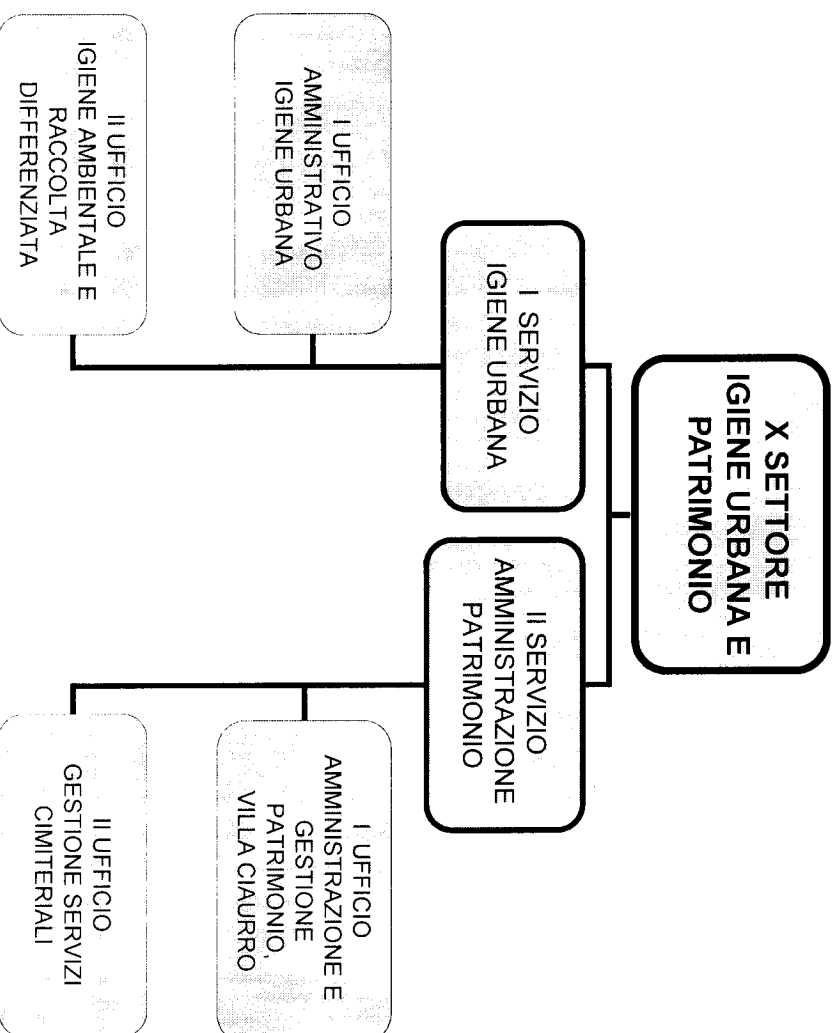 X SETTORE
IGIENE URBANA E
PATRIMONIO
I SERVIZIO
IGIENE URBANA
II SERVIZIO
AMMINISTRAZIONE
PATRIMONIO
I UFFICIO
AMMINISTRATIVO
IGIENE URBANA
I UFFICIO
AMMINISTRAZIONE E
GESTIONE
PATRIMONIO,
VILLA CIAURRO
II UFFICIO
IGIENE AMBIENTALE E
RACCOLTA
DIFFERENZIATA
II UFFICIO
GESTIONE SERVIZI
CIMITERIALI